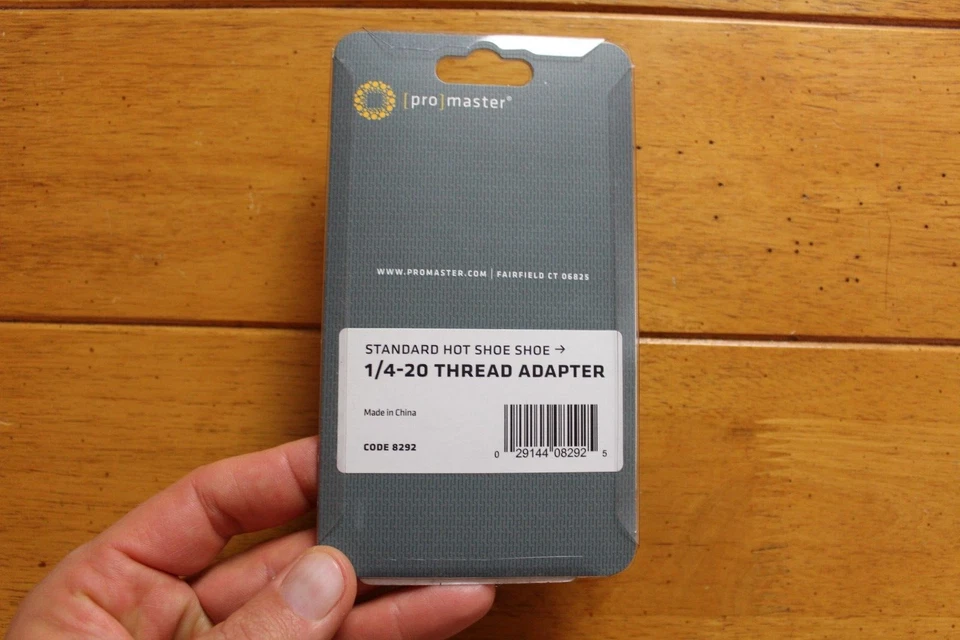 [pro]master®
WWW.PROMASTER.COM | FAIRFIELD CT 06825
STANDARD HOT SHOE SHOE →
1/4-20 THREAD ADAPTER
Made in China
CODE 8292
0 29144 08292 5